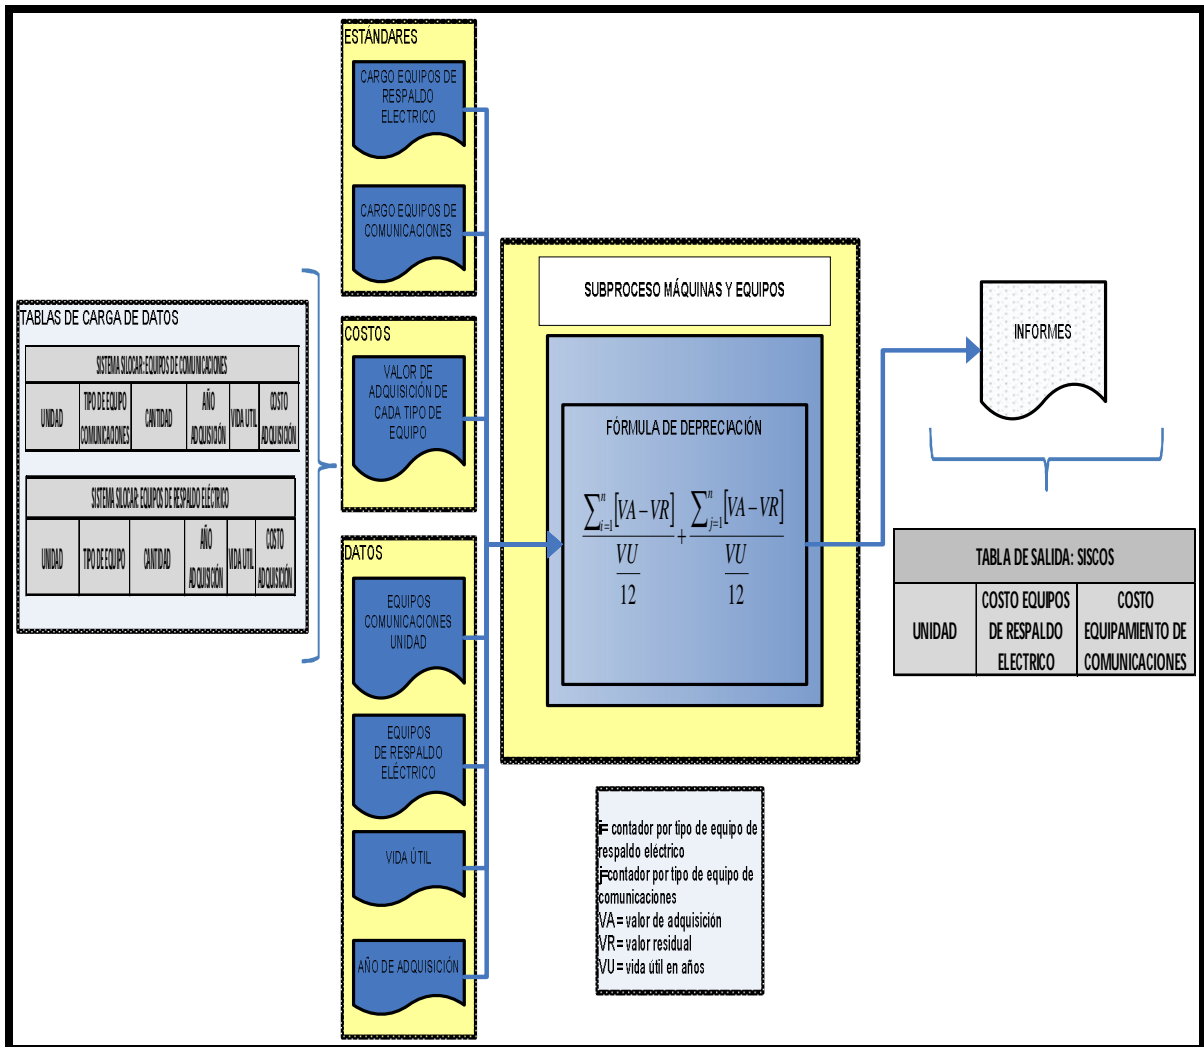 TABLAS DE CARGA DE DATOS
SISTEMA SILOCAR: EQUIPOS DE COMUNICACIONES
UNIDAD
TIPO DE EQUIPO
COMUNICACIONES
CANTIDAD
AÑO
ADQUISICIÓN
VIDA UTIL
COSTO
ADQUISICIÓN
SISTEMA SILOCAR: EQUIPOS DE RESPALDO ELÉCTRICO
UNIDAD
TIPO DE EQUIPO
CANTIDAD
AÑO
ADQUISICIÓN
VIDA UTIL
COSTO
ADQUISICIÓN
ESTÁNDARES
CARGO EQUIPOS DE
RESPALDO
ELECTRICO
CARGO EQUIPOS DE
COMUNICACIONES
COSTOS
VALOR DE
ADQUISICIÓN DE
CADA TIPO DE
EQUIPO
DATOS
EQUIPOS
COMUNICACIONES
UNIDAD
EQUIPOS
DE RESPALDO
ELÉCTRICO
VIDA ÚTIL
AÑO DE ADQUISICIÓN
SUBPROCESO MÁQUINAS Y EQUIPOS
FÓRMULA DE DEPRECIACIÓN
∑ⁿᵢ₌₁[VA−VR] + ∑ⁿⱼ₌₁[VA−VR]
VU VU
12 12
i= contador por tipo de equipo de
respaldo eléctrico
j=contador por tipo de equipo de
comunicaciones
VA = valor de adquisición
VR = valor residual
VU = vida útil en años
INFORMES
TABLA DE SALIDA: SISCOS
UNIDAD
COSTO EQUIPOS
DE RESPALDO
ELECTRICO
COSTO
EQUIPAMIENTO DE
COMUNICACIONES